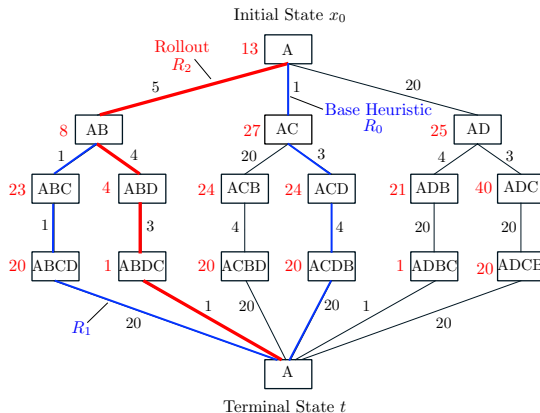 Initial State x₀
13 A
Rollout
R₂
5
1
20
Base Heuristic
R₀
8 AB
27 AC
25 AD
1
4
20
3
4
3
23 ABC
4 ABD
24 ACB
24 ACD
21 ADB
40 ADC
1
3
4
4
20
20
20 ABCD
1 ABDC
20 ACBD
20 ACDB
1 ADBC
20 ADCB
R₁
20
1
20
20
1
20
A
Terminal State t